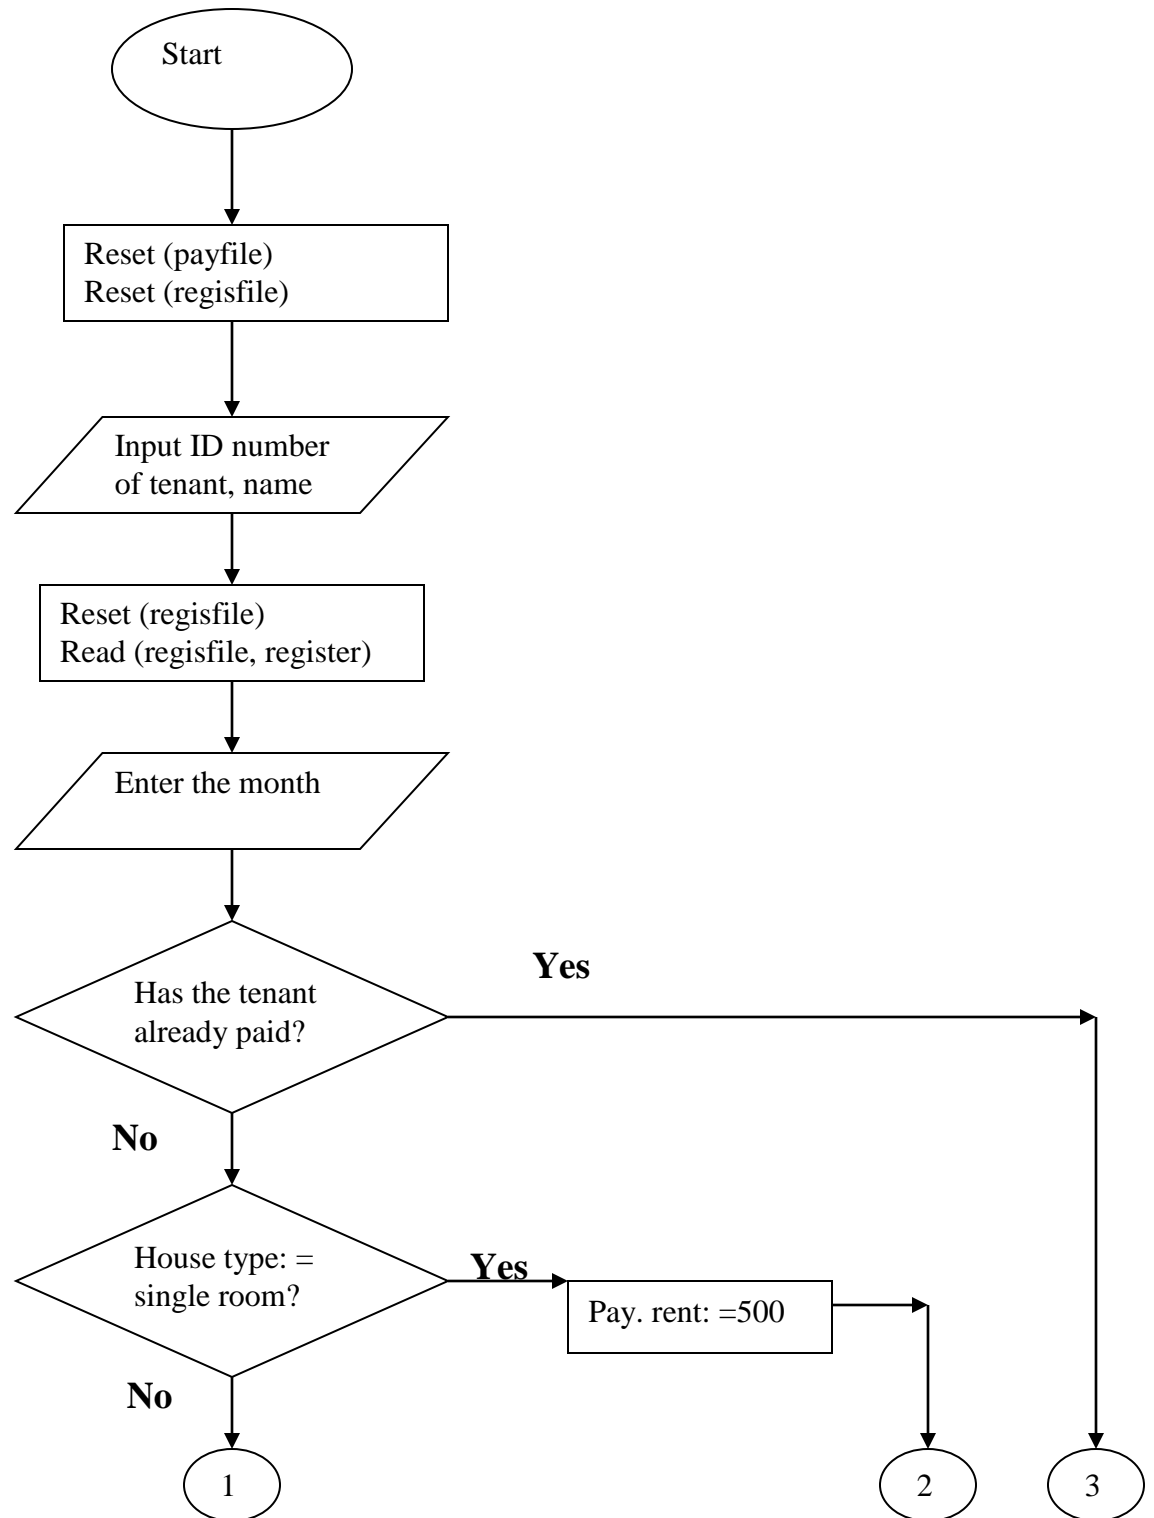 Start
Reset (payfile)
Reset (regisfile)
Input ID number
of tenant, name
Reset (regisfile)
Read (regisfile, register)
Enter the month
Has the tenant
already paid?
Yes
No
House type: =
single room?
Yes
Pay. rent: =500
No
1
2
3